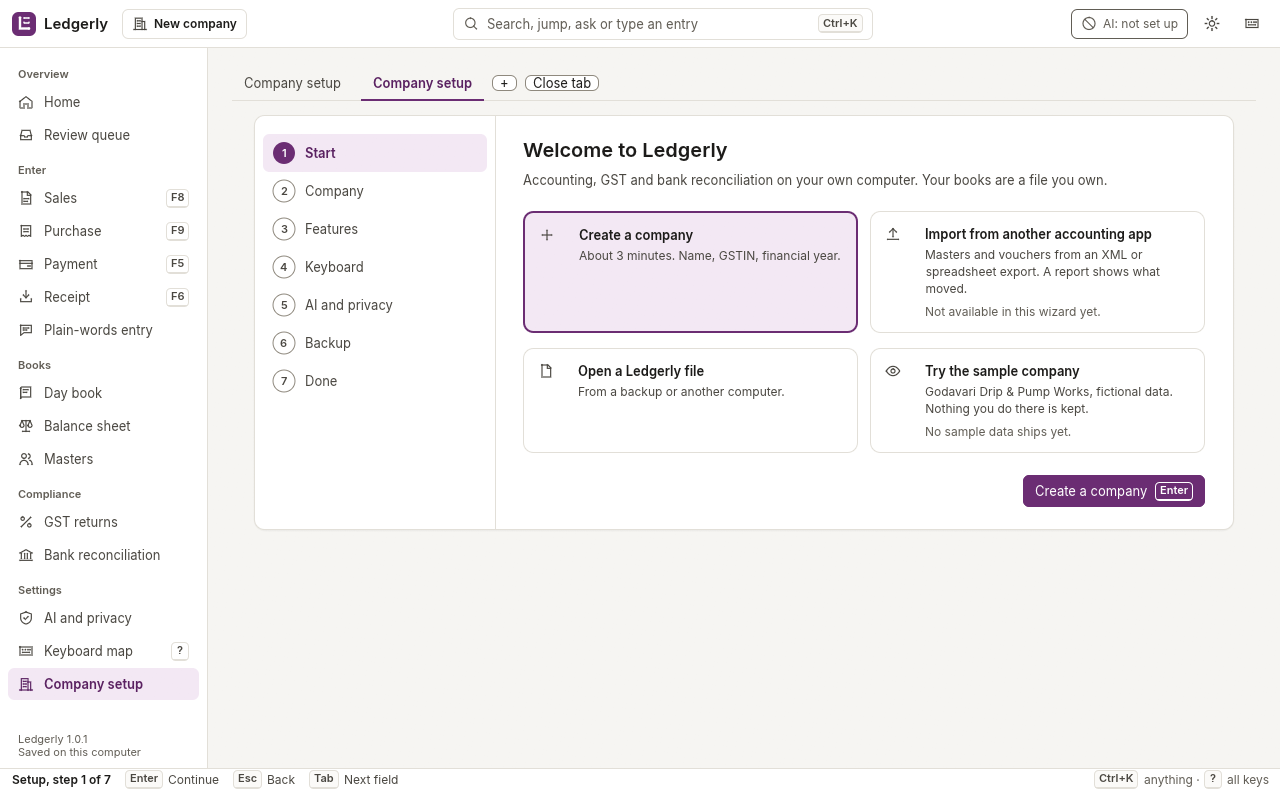 Ledgerly
New company
Search, jump, ask or type an entry
Ctrl+K
AI: not set up
Overview
Home
Review queue
Enter
Sales F8
Purchase F9
Payment F5
Receipt F6
Plain-words entry
Books
Day book
Balance sheet
Masters
Compliance
GST returns
Bank reconciliation
Settings
AI and privacy
Keyboard map ?
Company setup
Ledgerly 1.0.1
Saved on this computer
Company setup
Company setup
+
Close tab
1 Start
2 Company
3 Features
4 Keyboard
5 AI and privacy
6 Backup
7 Done
Welcome to Ledgerly
Accounting, GST and bank reconciliation on your own computer. Your books are a file you own.
Create a company
About 3 minutes. Name, GSTIN, financial year.
Import from another accounting app
Masters and vouchers from an XML or
spreadsheet export. A report shows what
moved.
Not available in this wizard yet.
Open a Ledgerly file
From a backup or another computer.
Try the sample company
Godavari Drip & Pump Works, fictional data.
Nothing you do there is kept.
No sample data ships yet.
Create a company Enter
Setup, step 1 of 7 Enter Continue Esc Back Tab Next field
Ctrl+K anything · ? all keys